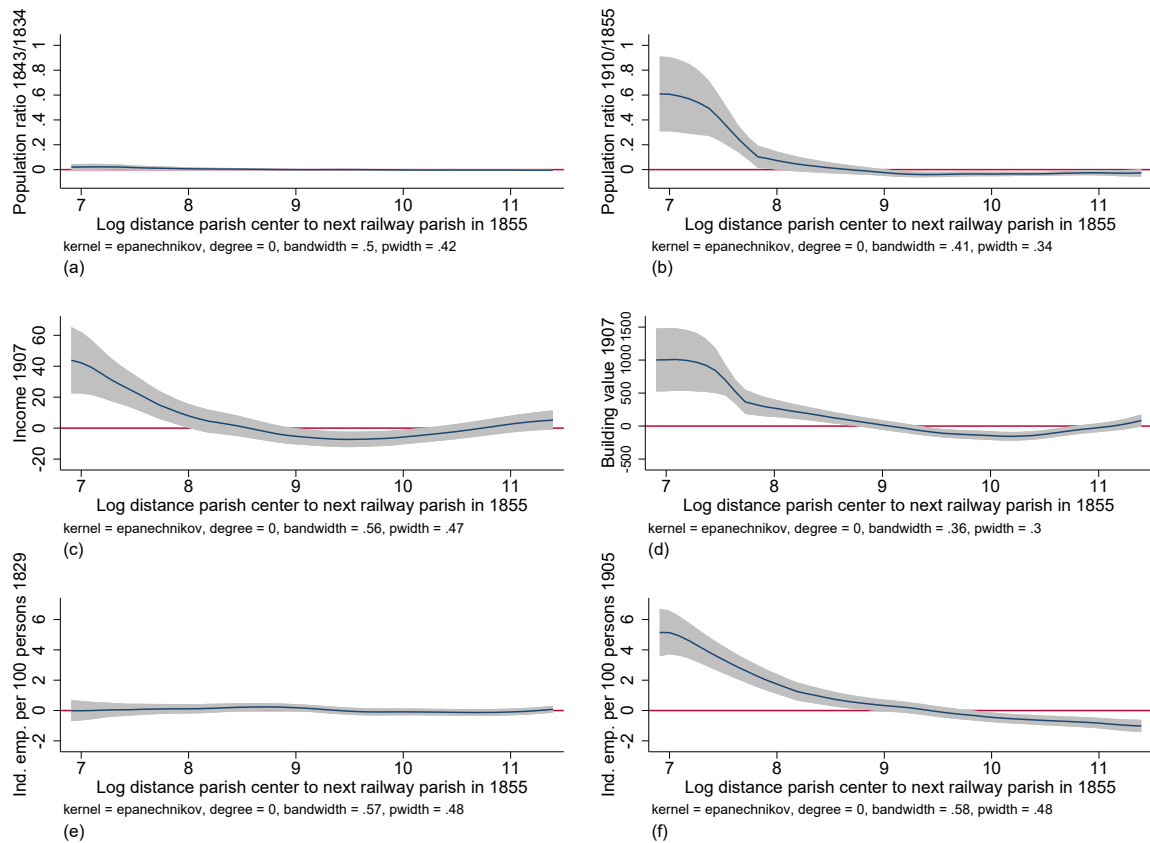 Population ratio 1843/1834
0 .2 .4 .6 .8 1
7 8 9 10 11
Log distance parish center to next railway parish in 1855
kernel = epanechnikov, degree = 0, bandwidth = .5, pwidth = .42
(a)
Population ratio 1910/1855
0 .2 .4 .6 .8 1
7 8 9 10 11
Log distance parish center to next railway parish in 1855
kernel = epanechnikov, degree = 0, bandwidth = .41, pwidth = .34
(b)
Income 1907
-20 0 20 40 60
7 8 9 10 11
Log distance parish center to next railway parish in 1855
kernel = epanechnikov, degree = 0, bandwidth = .56, pwidth = .47
(c)
Building value 1907
-500 0 500 1000 1500
7 8 9 10 11
Log distance parish center to next railway parish in 1855
kernel = epanechnikov, degree = 0, bandwidth = .36, pwidth = .3
(d)
Ind. emp. per 100 persons 1829
-2 0 2 4 6
7 8 9 10 11
Log distance parish center to next railway parish in 1855
kernel = epanechnikov, degree = 0, bandwidth = .57, pwidth = .48
(e)
Ind. emp. per 100 persons 1905
-2 0 2 4 6
7 8 9 10 11
Log distance parish center to next railway parish in 1855
kernel = epanechnikov, degree = 0, bandwidth = .58, pwidth = .48
(f)